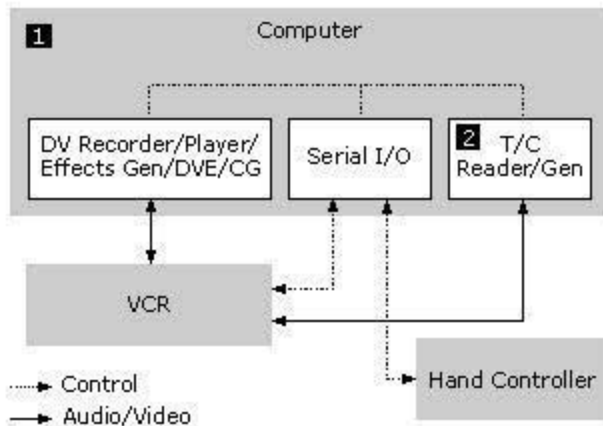 1
Computer
DV Recorder/Player/
Effects Gen/DVE/CG
Serial I/O
2 T/C
Reader/Gen
VCR
Hand Controller
Control
Audio/Video